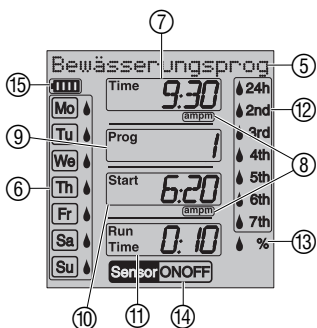 ⑦
Bewässerungsprog ⑤
⑮ Time 9:30 24h
ampm
Mo 2nd ⑫
Tu ⑨ Prog 1 3rd
We 4th ⑧
⑥ Th Start 6:20 5th
ampm
Fr 6th
Sa Run Time 0:10 7th
Su % ⑬
Sensor ONOFF
⑩ ⑪ ⑭